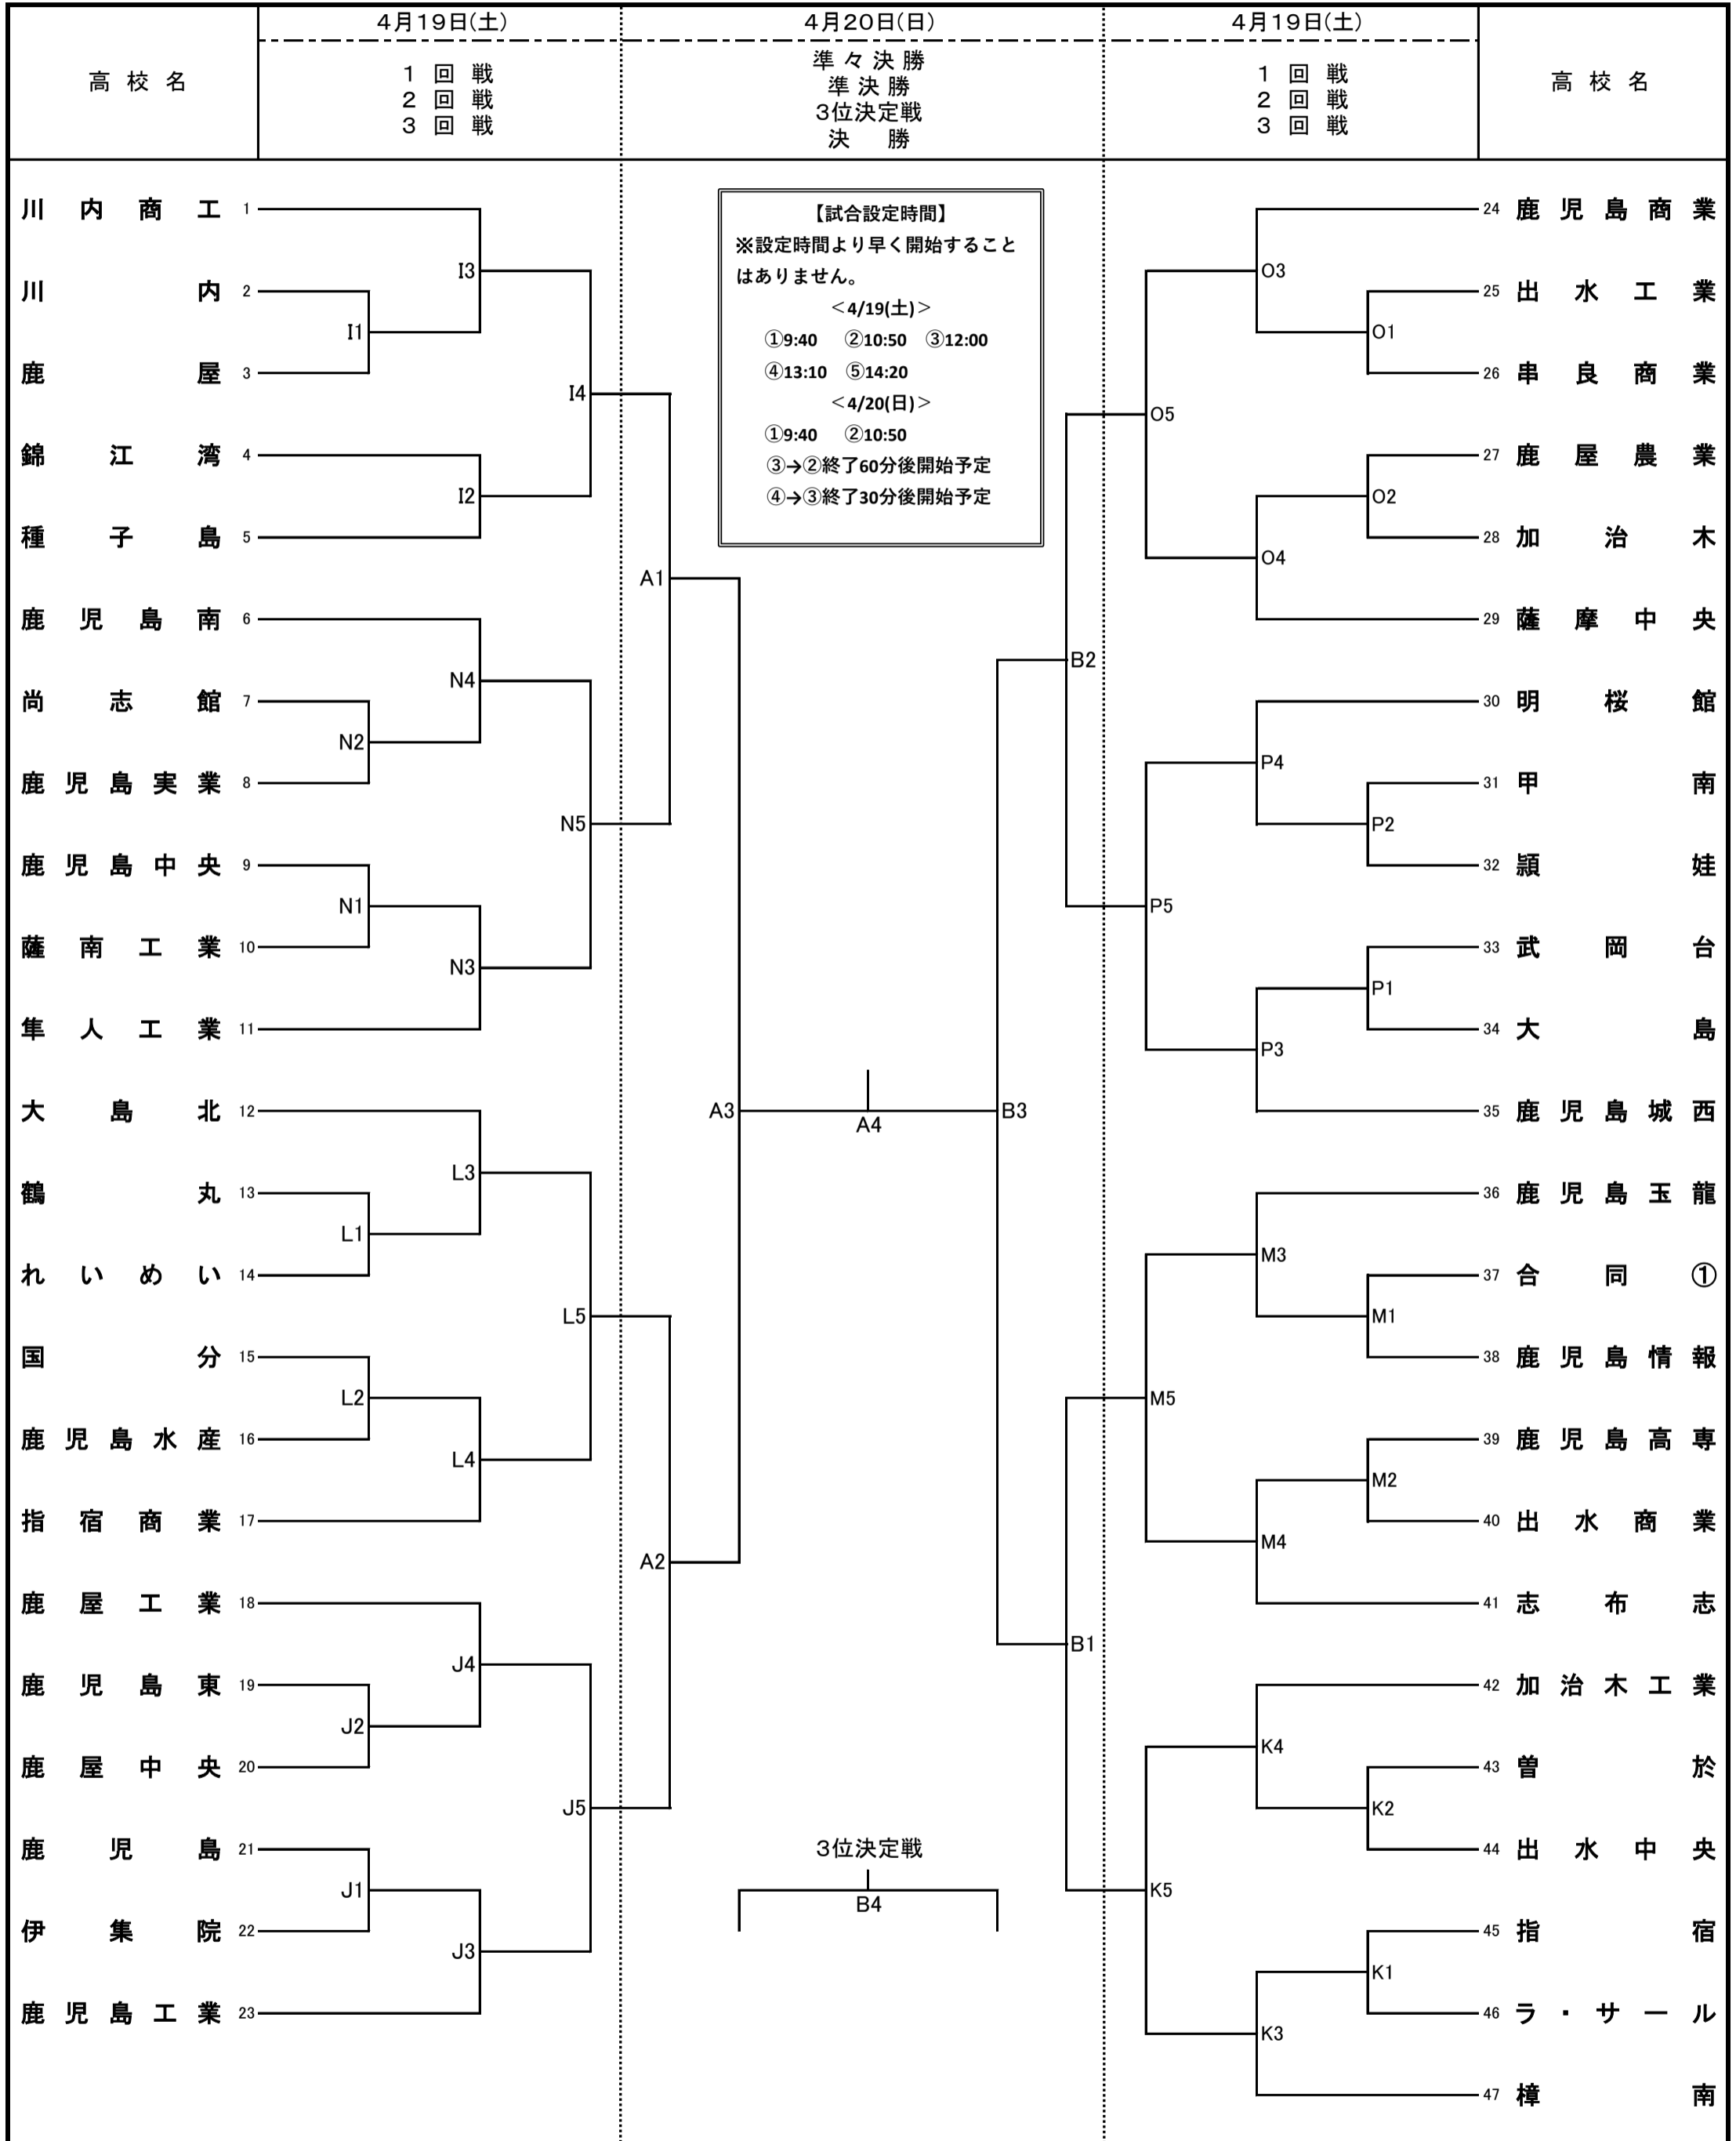 4月19日(土)
4月20日(日)
4月19日(土)
高校名
1回戦
2回戦
3回戦
準々決勝
準決勝
3位決定戦
決勝
1回戦
2回戦
3回戦
高校名
【試合設定時間】
※設定時間より早く開始すること
はありません。
＜4/19(土)＞
①9:40 ②10:50 ③12:00
④13:10 ⑤14:20
＜4/20(日)＞
①9:40 ②10:50
③→②終了60分後開始予定
④→③終了30分後開始予定
川内商工 1
川内 2
鹿屋 3
錦江湾 4
種子島 5
鹿児島南 6
尚志館 7
鹿児島実業 8
鹿児島中央 9
薩南工業 10
隼人工業 11
大島北 12
鶴丸 13
れいめい 14
国分 15
鹿児島水産 16
指宿商業 17
鹿屋工業 18
鹿児島東 19
鹿屋中央 20
鹿児島 21
伊集院 22
鹿児島工業 23
I3
I1
I4
I2
N4
N2
N5
N1
N3
L3
L1
L5
L2
L4
J4
J2
J5
J1
J3
A1
A2
A3
A4
B3
B2
B1
3位決定戦
B4
O3
O1
O5
O2
O4
P4
P2
P5
P1
P3
M3
M1
M5
M2
M4
K4
K2
K5
K1
K3
24 鹿児島商業
25 出水工業
26 串良商業
27 鹿屋農業
28 加治木
29 薩摩中央
30 明桜館
31 甲南
32 頴娃
33 武岡台
34 大島
35 鹿児島城西
36 鹿児島玉龍
37 合同①
38 鹿児島情報
39 鹿児島高専
40 出水商業
41 志布志
42 加治木工業
43 曽於
44 出水中央
45 指宿
46 ラ・サール
47 樟南